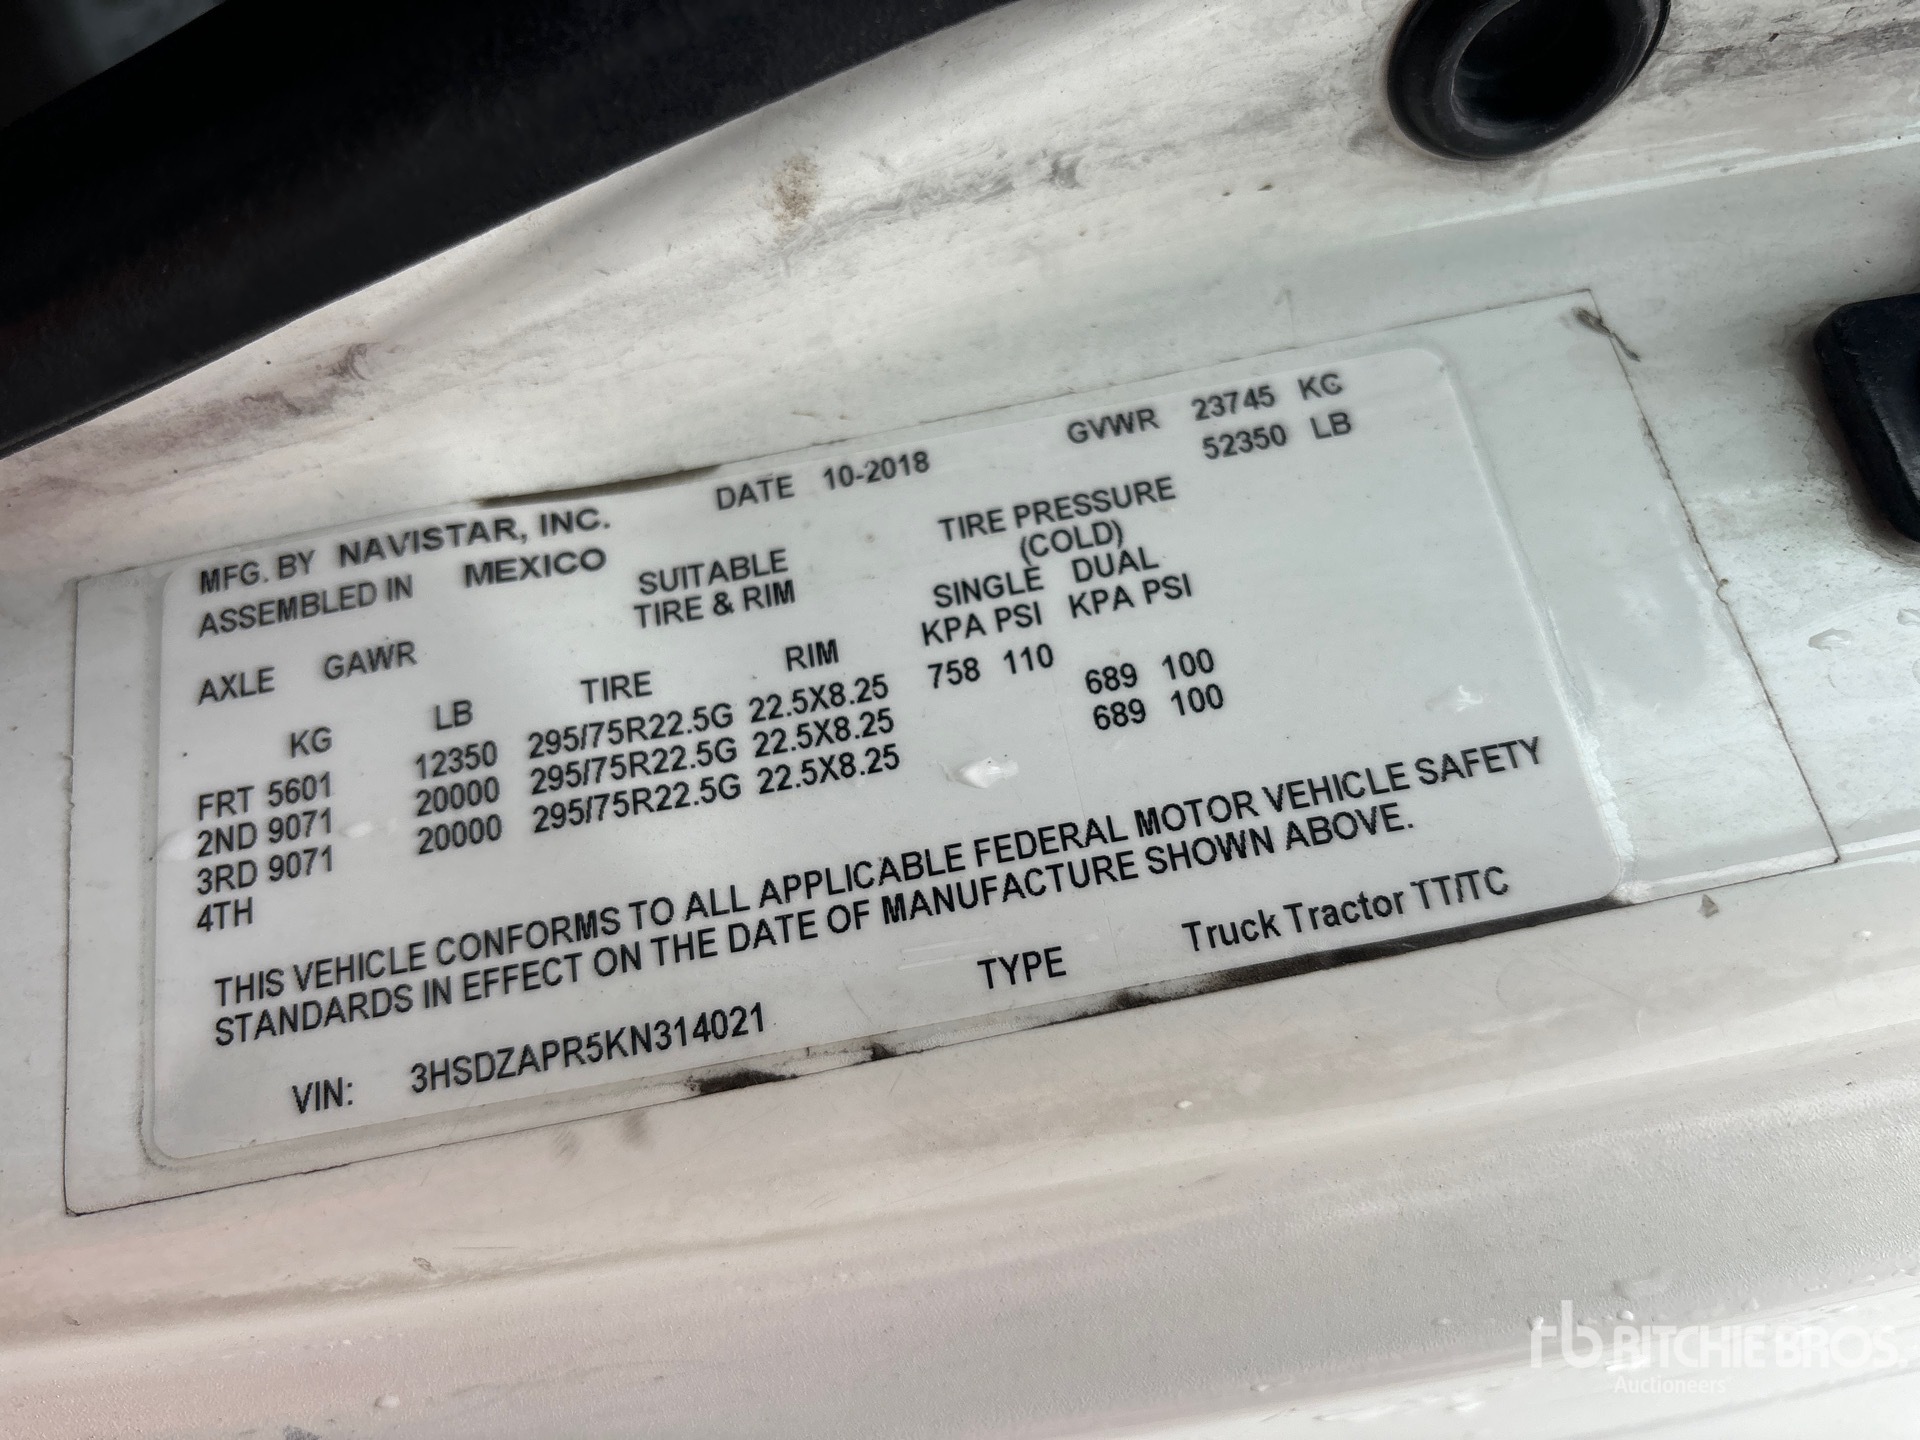 MFG. BY NAVISTAR, INC. DATE 10-2018 GVWR 23745 KG
ASSEMBLED IN MEXICO 52350 LB
SUITABLE TIRE PRESSURE
TIRE & RIM (COLD)
SINGLE DUAL
AXLE GAWR KPA PSI KPA PSI
KG LB TIRE RIM
FRT 5601 12350 295/75R22.5G 22.5X8.25 758 110
2ND 9071 20000 295/75R22.5G 22.5X8.25 689 100
3RD 9071 20000 295/75R22.5G 22.5X8.25 689 100
4TH
THIS VEHICLE CONFORMS TO ALL APPLICABLE FEDERAL MOTOR VEHICLE SAFETY
STANDARDS IN EFFECT ON THE DATE OF MANUFACTURE SHOWN ABOVE.
VIN: 3HSDZAPR5KN314021 TYPE Truck Tractor TT/TC
rb RITCHIE BROS.
Auctioneers